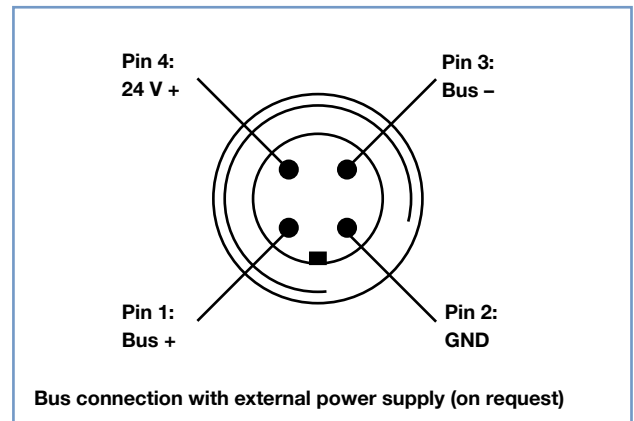 Pin 4:
24 V +
Pin 3:
Bus –
Pin 1:
Bus +
Pin 2:
GND
Bus connection with external power supply (on request)